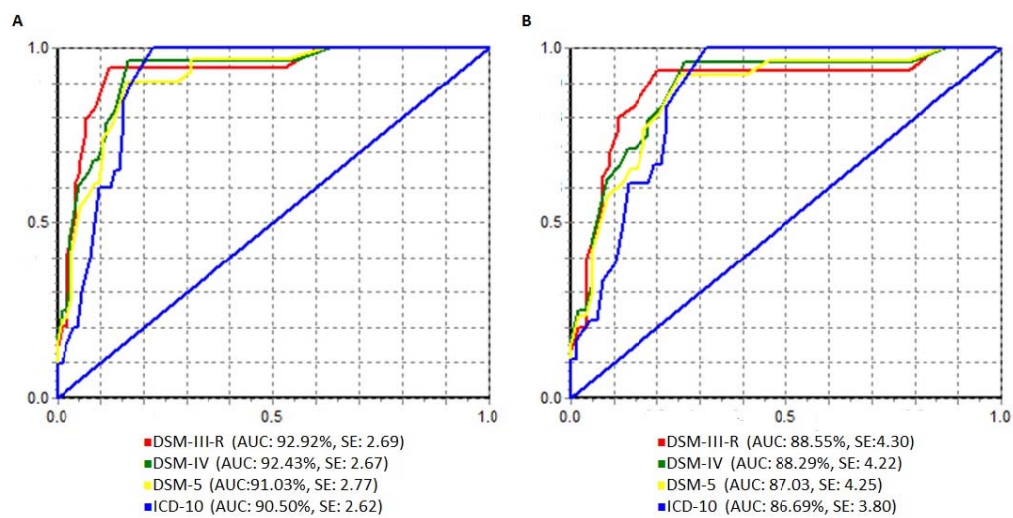 A
B
1.0
0.5
0.0
0.0 0.5 1.0
1.0
0.5
0.0
0.0 0.5 1.0
DSM-III-R (AUC: 92.92%, SE: 2.69)
DSM-IV (AUC: 92.43%, SE: 2.67)
DSM-5 (AUC:91.03%, SE: 2.77)
ICD-10 (AUC: 90.50%, SE: 2.62)
DSM-III-R (AUC: 88.55%, SE:4.30)
DSM-IV (AUC: 88.29%, SE: 4.22)
DSM-5 (AUC: 87.03, SE: 4.25)
ICD-10 (AUC: 86.69%, SE: 3.80)